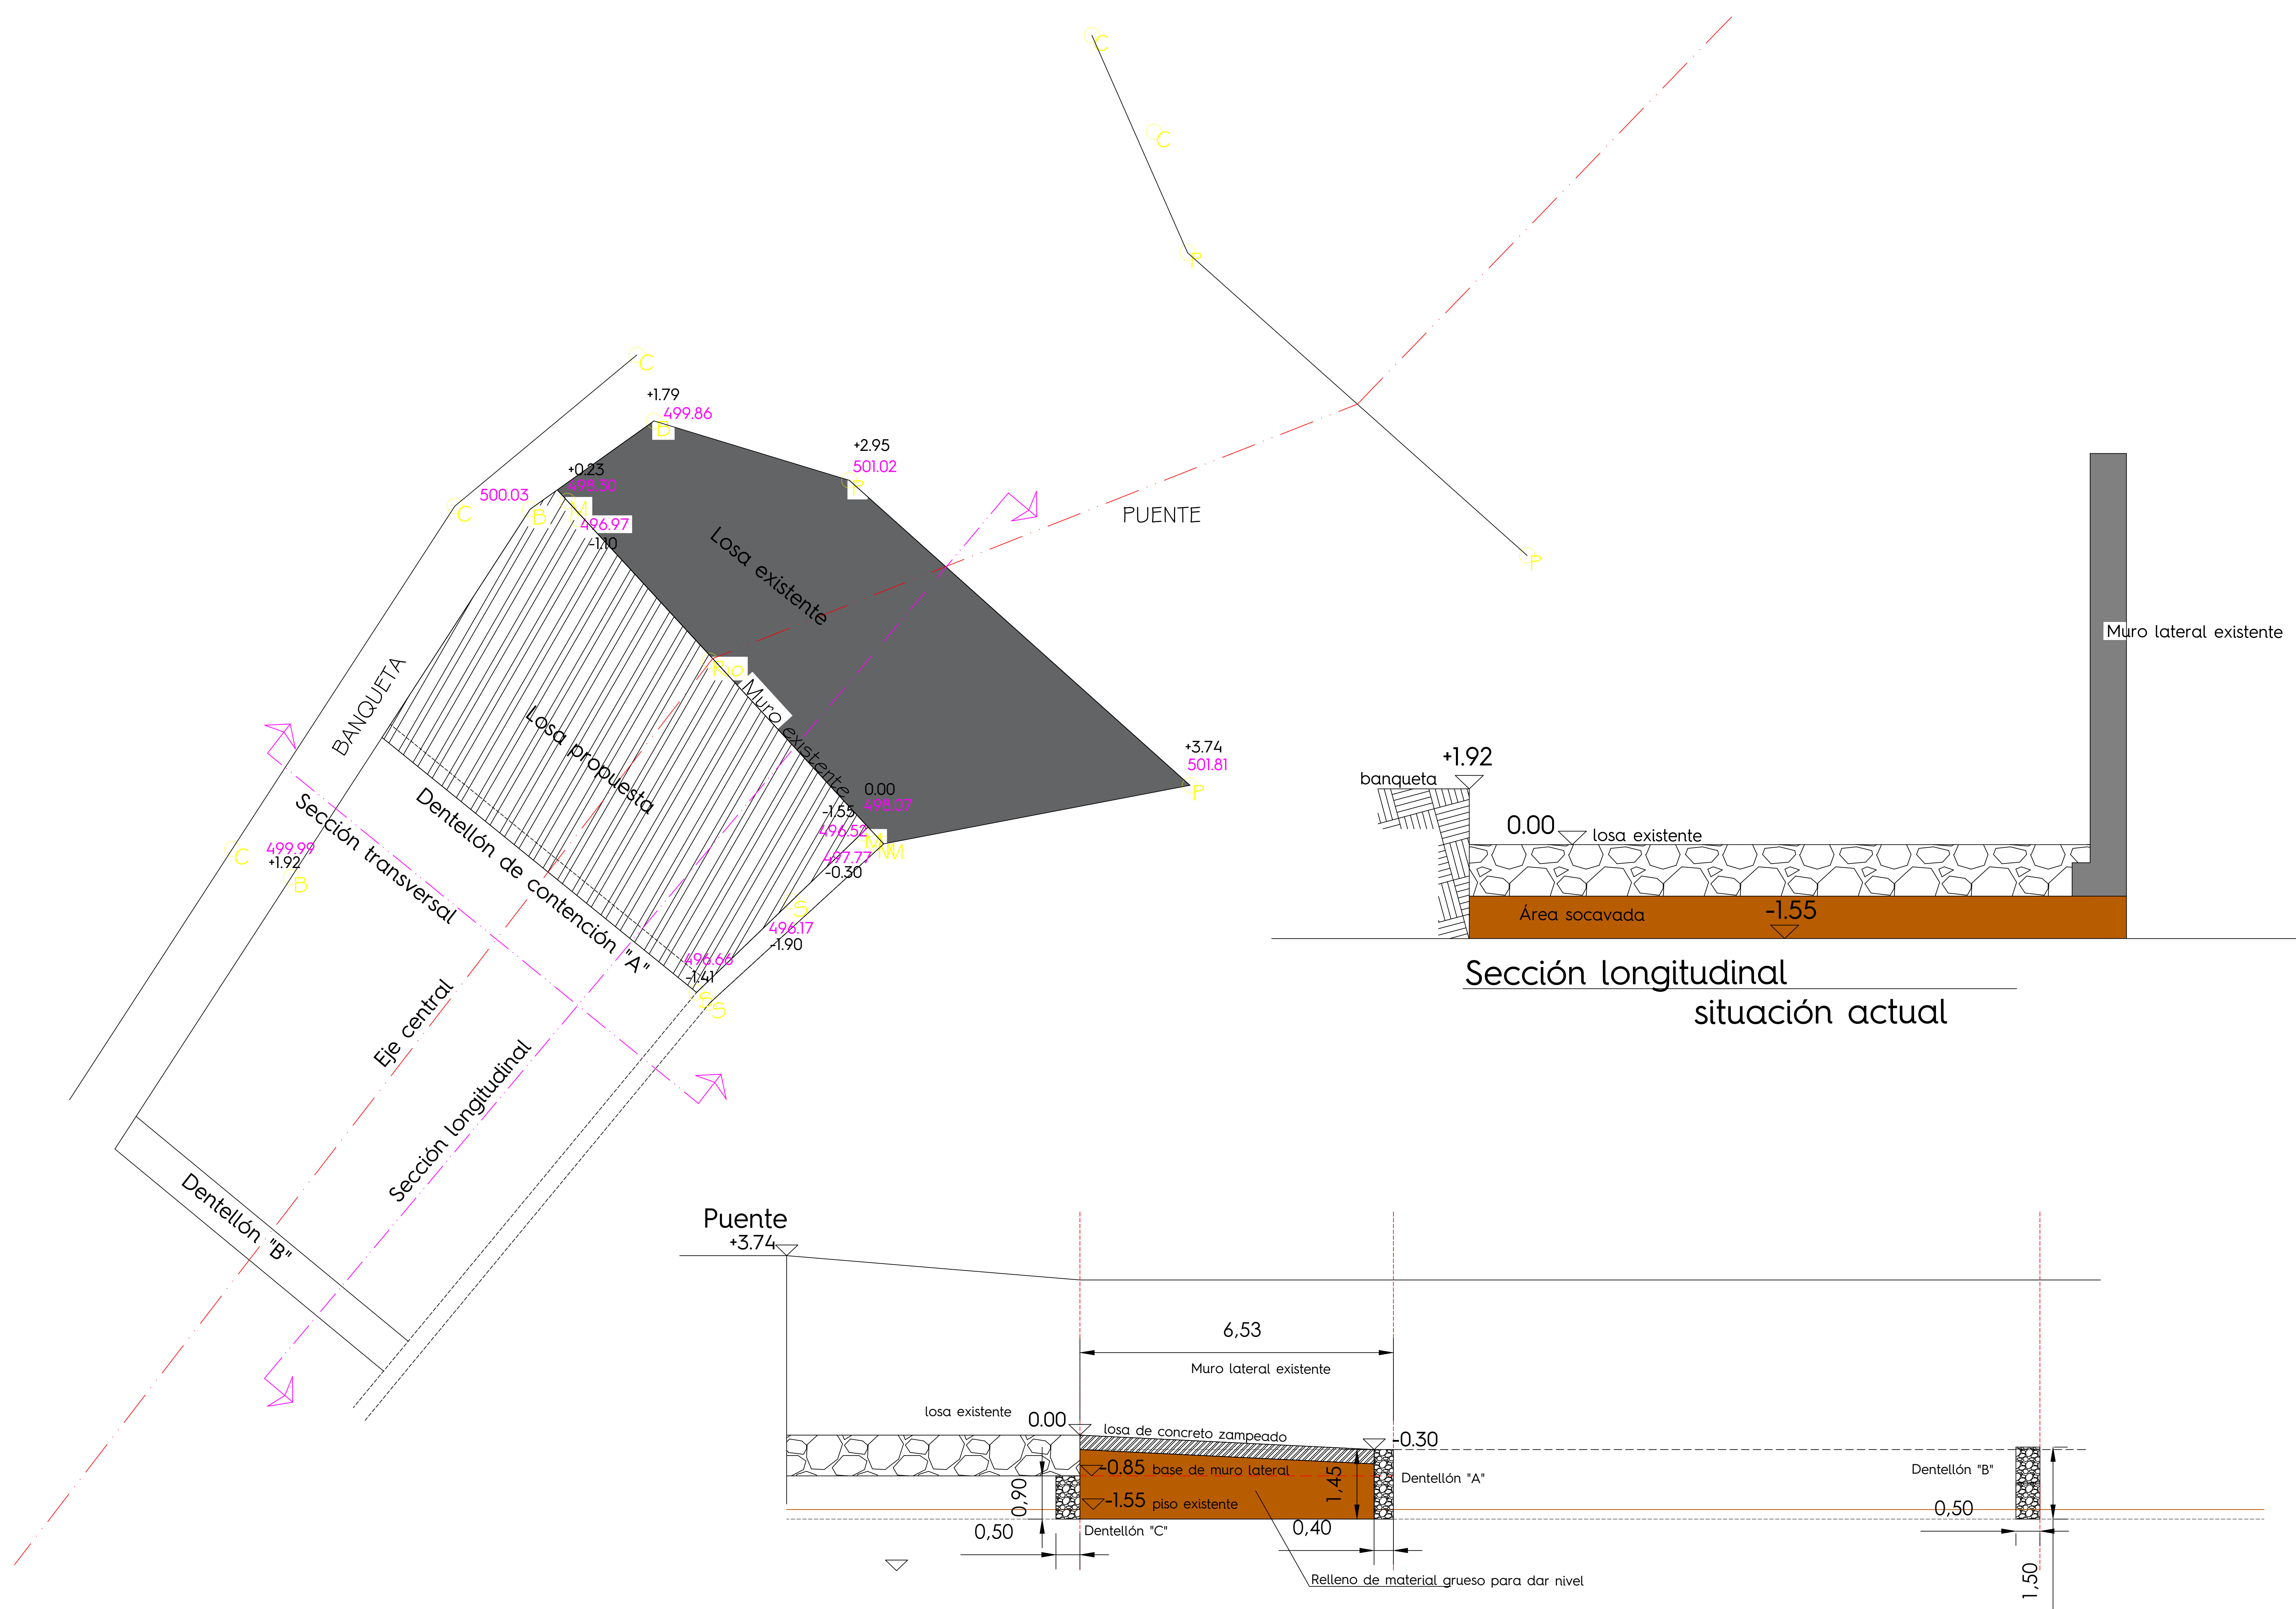 C
C
P
C
+1.79
499.86
B
+2.95
501.02
P
+0.23
498.30
500.03
C
B
M
496.97
-1.10
Losa existente
PUENTE
P
Muro lateral existente
BANQUETA
Rio
Muro existente
Losa propuesta
+3.74
501.81
P
+1.92
banqueta
0.00
losa existente
Área socavada
-1.55
Sección longitudinal
situación actual
0.00
498.07
-1.55
496.52
M
M
M
497.77
-0.30
Dentellón de contención "A"
Sección transversal
C
499.99
+1.92
B
S
496.17
-1.90
496.66
-1.41
S
S
Eje central
Sección longitudinal
Dentellón "B"
Puente
+3.74
6,53
Muro lateral existente
losa existente
0.00
losa de concreto zampeado
-0.30
-0.85 base de muro lateral
1,45
Dentellón "A"
Dentellón "B"
0,90
-1.55 piso existente
0,50
0,50
Dentellón "C"
0,40
Relleno de material grueso para dar nivel
1,50